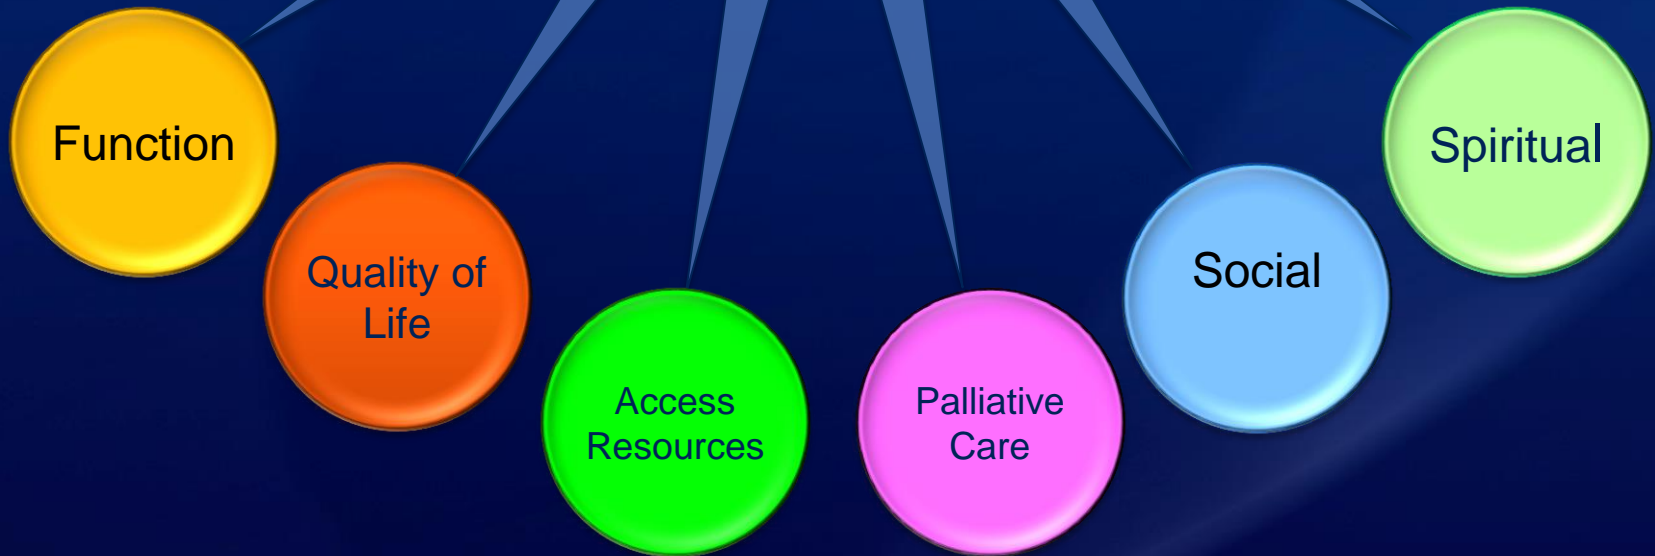 Function
Quality of
Life
Access
Resources
Palliative
Care
Social
Spiritual